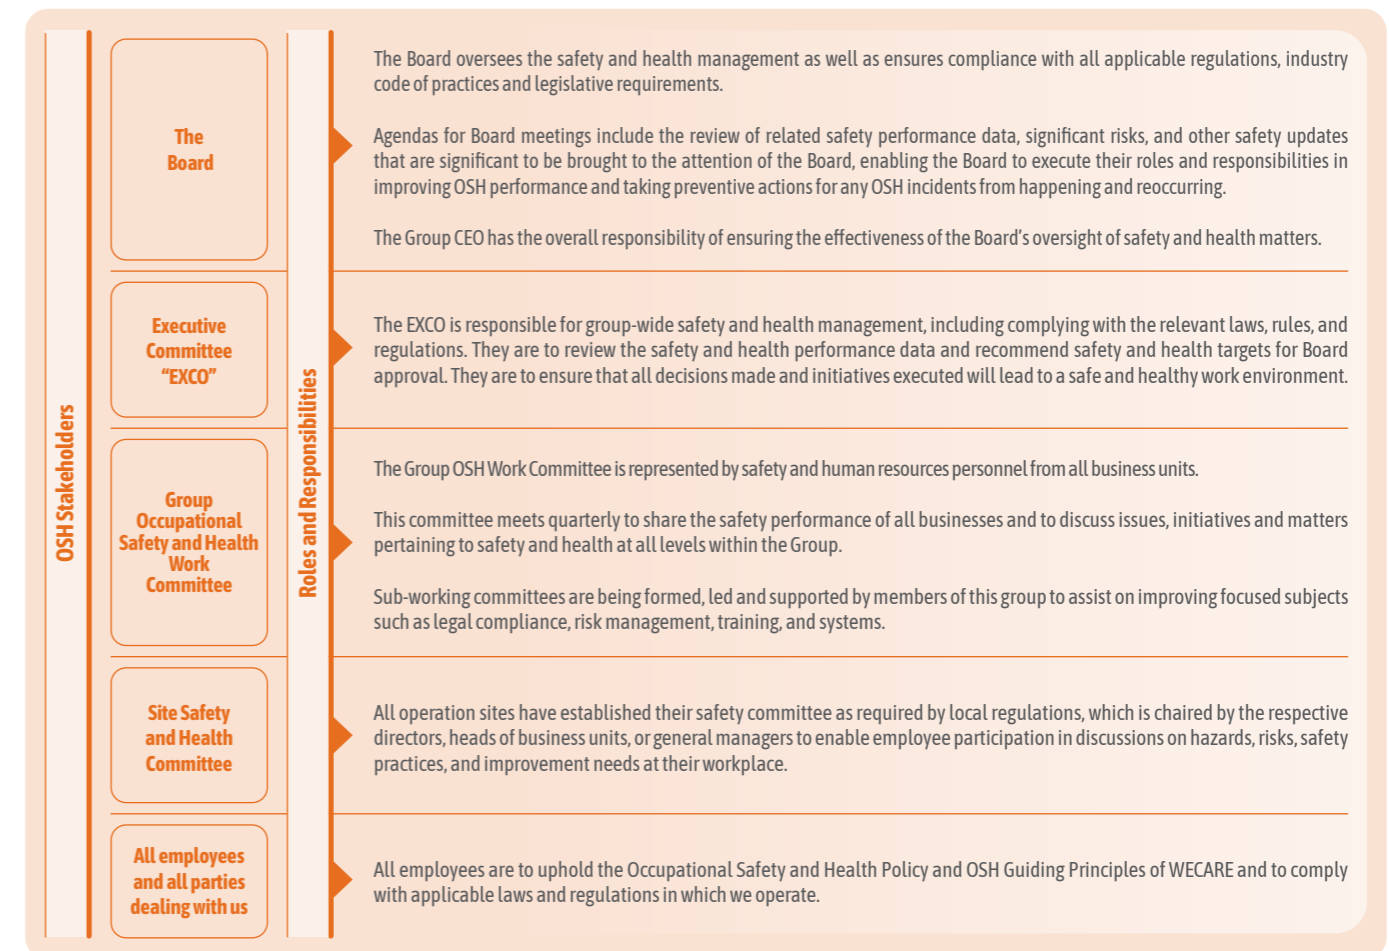 OSH Stakeholders
Roles and Responsibilities
The
Board
The Board oversees the safety and health management as well as ensures compliance with all applicable regulations, industry
code of practices and legislative requirements.
Agendas for Board meetings include the review of related safety performance data, significant risks, and other safety updates
that are significant to be brought to the attention of the Board, enabling the Board to execute their roles and responsibilities in
improving OSH performance and taking preventive actions for any OSH incidents from happening and reoccurring.
The Group CEO has the overall responsibility of ensuring the effectiveness of the Board’s oversight of safety and health matters.
Executive
Committee
“EXCO”
The EXCO is responsible for group-wide safety and health management, including complying with the relevant laws, rules, and
regulations. They are to review the safety and health performance data and recommend safety and health targets for Board
approval. They are to ensure that all decisions made and initiatives executed will lead to a safe and healthy work environment.
Group
Occupational
Safety and Health
Work
Committee
The Group OSH Work Committee is represented by safety and human resources personnel from all business units.
This committee meets quarterly to share the safety performance of all businesses and to discuss issues, initiatives and matters
pertaining to safety and health at all levels within the Group.
Sub-working committees are being formed, led and supported by members of this group to assist on improving focused subjects
such as legal compliance, risk management, training, and systems.
Site Safety
and Health
Committee
All operation sites have established their safety committee as required by local regulations, which is chaired by the respective
directors, heads of business units, or general managers to enable employee participation in discussions on hazards, risks, safety
practices, and improvement needs at their workplace.
All employees
and all parties
dealing with us
All employees are to uphold the Occupational Safety and Health Policy and OSH Guiding Principles of WECARE and to comply
with applicable laws and regulations in which we operate.